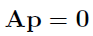 Ap = 0